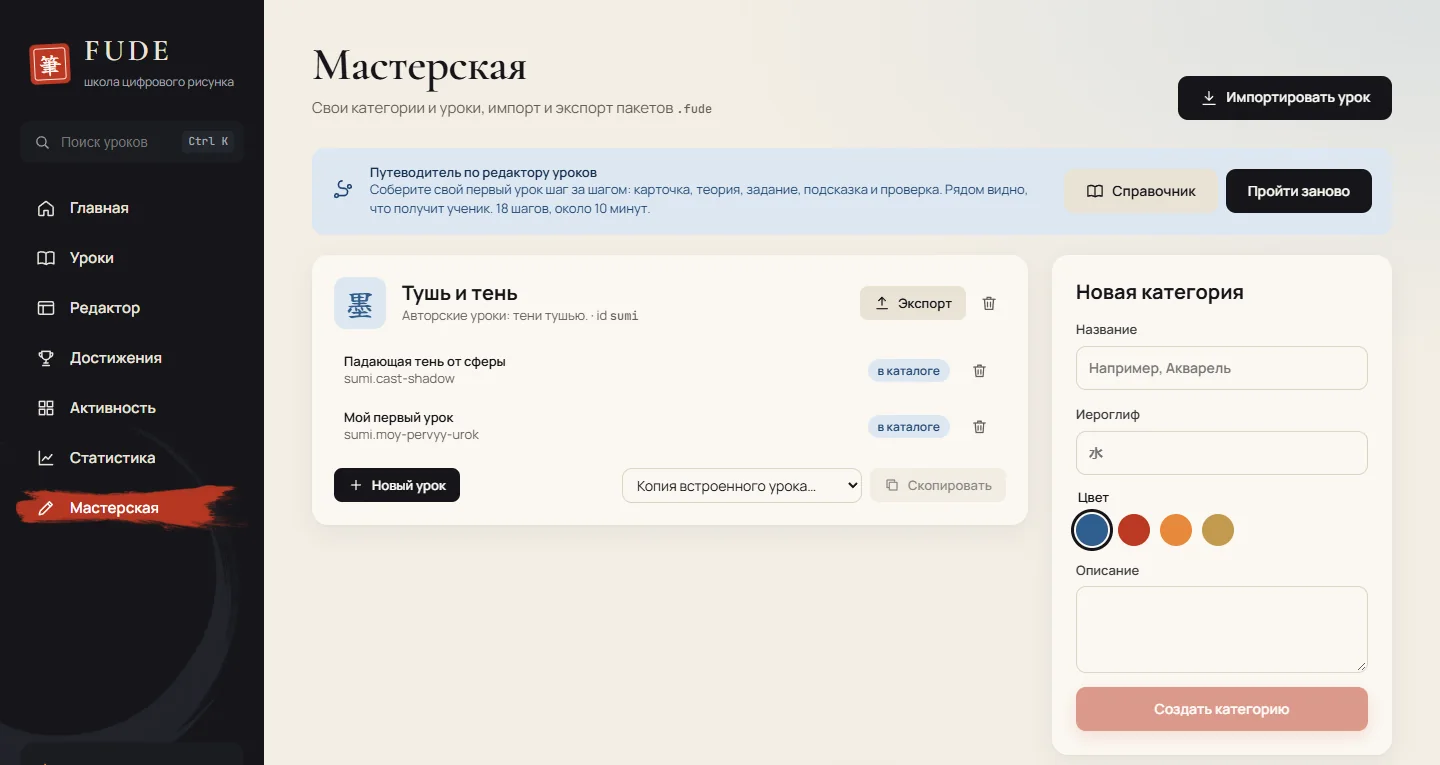 筆
FUDE
школа цифрового рисунка
Поиск уроков
Ctrl K
Главная
Уроки
Редактор
Достижения
Активность
Статистика
Мастерская
Мастерская
Свои категории и уроки, импорт и экспорт пакетов .fude
Импортировать урок
Путеводитель по редактору уроков
Соберите свой первый урок шаг за шагом: карточка, теория, задание, подсказка и проверка. Рядом видно,
что получит ученик. 18 шагов, около 10 минут.
Справочник
Пройти заново
墨
Тушь и тень
Авторские уроки: тени тушью. · id sumi
Экспорт
Падающая тень от сферы
sumi.cast-shadow
в каталоге
Мой первый урок
sumi.moy-pervyy-urok
в каталоге
Новый урок
Копия встроенного урока...
Скопировать
Новая категория
Название
Например, Акварель
Иероглиф
水
Цвет
Описание
Создать категорию